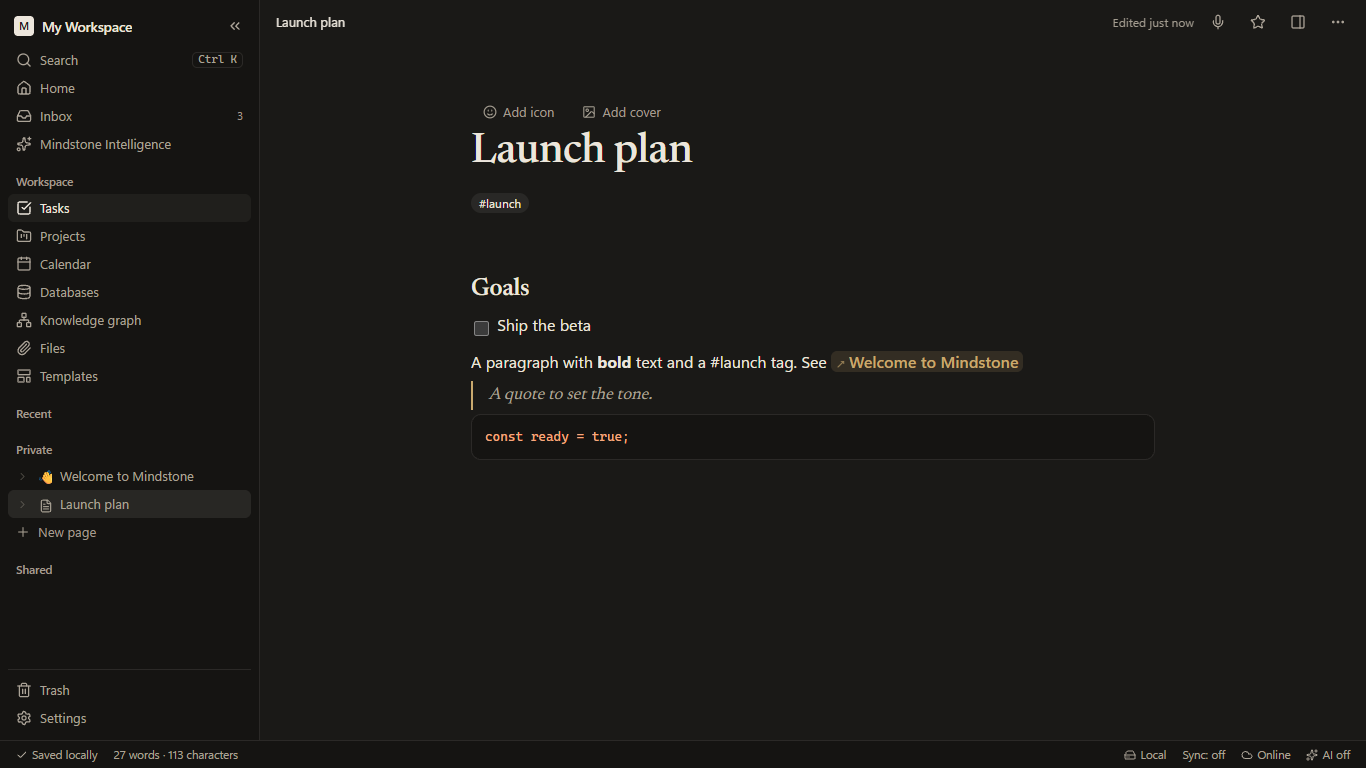 M My Workspace
Launch plan
Edited just now
Search Ctrl K
Home
Inbox 3
Mindstone Intelligence
Workspace
Tasks
Projects
Calendar
Databases
Knowledge graph
Files
Templates
Recent
Private
Welcome to Mindstone
Launch plan
New page
Shared
Trash
Settings
Add icon Add cover
Launch plan
#launch
Goals
Ship the beta
A paragraph with bold text and a #launch tag. See ↗ Welcome to Mindstone
A quote to set the tone.
const ready = true;
Saved locally 27 words · 113 characters
Local Sync: off Online AI off